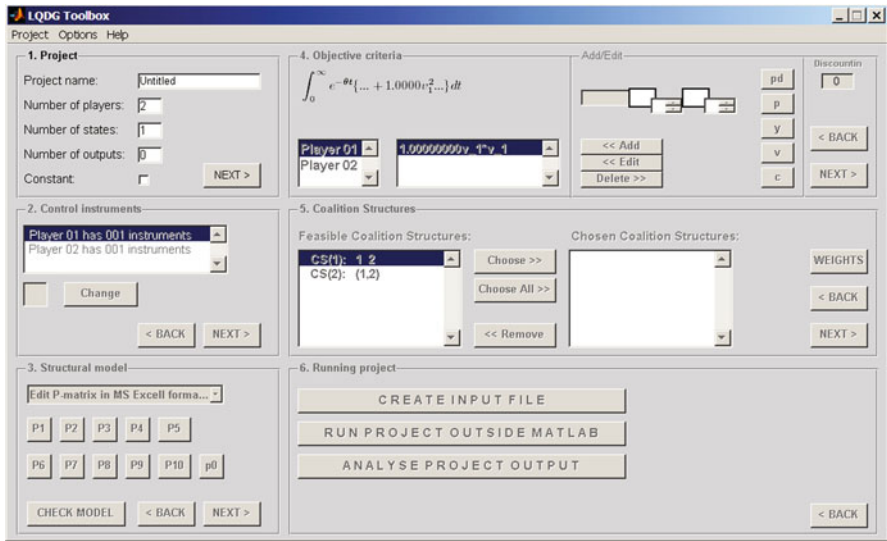 LQDG Toolbox
Project Options Help
1. Project
Project name: Untitled
Number of players: 2
Number of states: 1
Number of outputs: 0
Constant:
NEXT >
2. Control instruments
Player 01 has 001 instruments
Player 02 has 001 instruments
Change
< BACK NEXT >
3. Structural model
Edit P-matrix in MS Excell forma...
P1 P2 P3 P4 P5
P6 P7 P8 P9 P10 p0
CHECK MODEL < BACK NEXT >
4. Objective criteria
∫₀^∞ e^{-θt}{... + 1.0000v₁²...}dt
Player 01
Player 02
1.00000000v_1*v_1
Add/Edit
<< Add
<< Edit
Delete >>
pd
p
y
v
c
Discountin
0
< BACK
NEXT >
5. Coalition Structures
Feasible Coalition Structures:
CS(1): 1 2
CS(2): (1,2)
Choose >>
Choose All >>
<< Remove
Chosen Coalition Structures:
WEIGHTS
< BACK
NEXT >
6. Running project
CREATE INPUT FILE
RUN PROJECT OUTSIDE MATLAB
ANALYSE PROJECT OUTPUT
< BACK